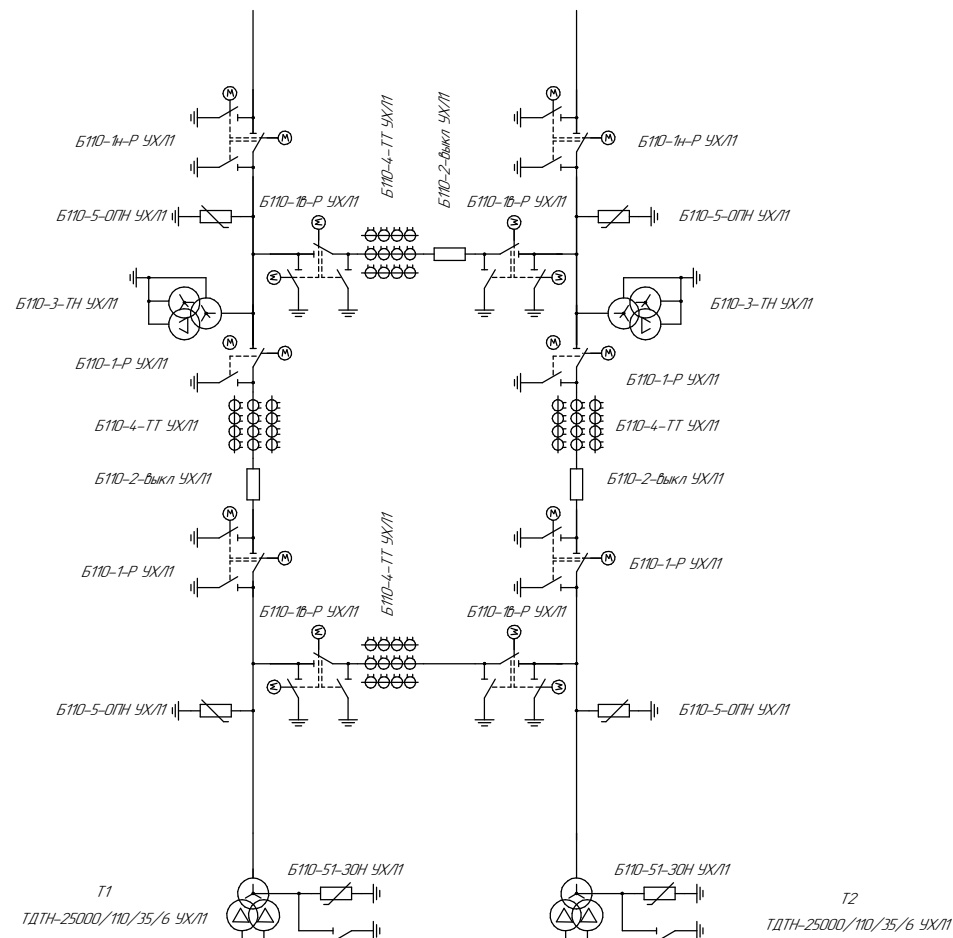 Б110-4-ТТ УХЛ1
Б110-2-выкл УХЛ1
Б110-1н-Р УХЛ1
Б110-1н-Р УХЛ1
Б110-1в-Р УХЛ1
Б110-1в-Р УХЛ1
Б110-5-ОПН УХЛ1
Б110-5-ОПН УХЛ1
Б110-3-ТН УХЛ1
Б110-3-ТН УХЛ1
Б110-1-Р УХЛ1
Б110-1-Р УХЛ1
Б110-4-ТТ УХЛ1
Б110-4-ТТ УХЛ1
Б110-2-выкл УХЛ1
Б110-2-выкл УХЛ1
Б110-4-ТТ УХЛ1
Б110-1-Р УХЛ1
Б110-1-Р УХЛ1
Б110-1в-Р УХЛ1
Б110-1в-Р УХЛ1
Б110-5-ОПН УХЛ1
Б110-5-ОПН УХЛ1
Б110-51-ЗОН УХЛ1
Б110-51-ЗОН УХЛ1
Т1
ТДТН-25000/110/35/6 УХЛ1
Т2
ТДТН-25000/110/35/6 УХЛ1